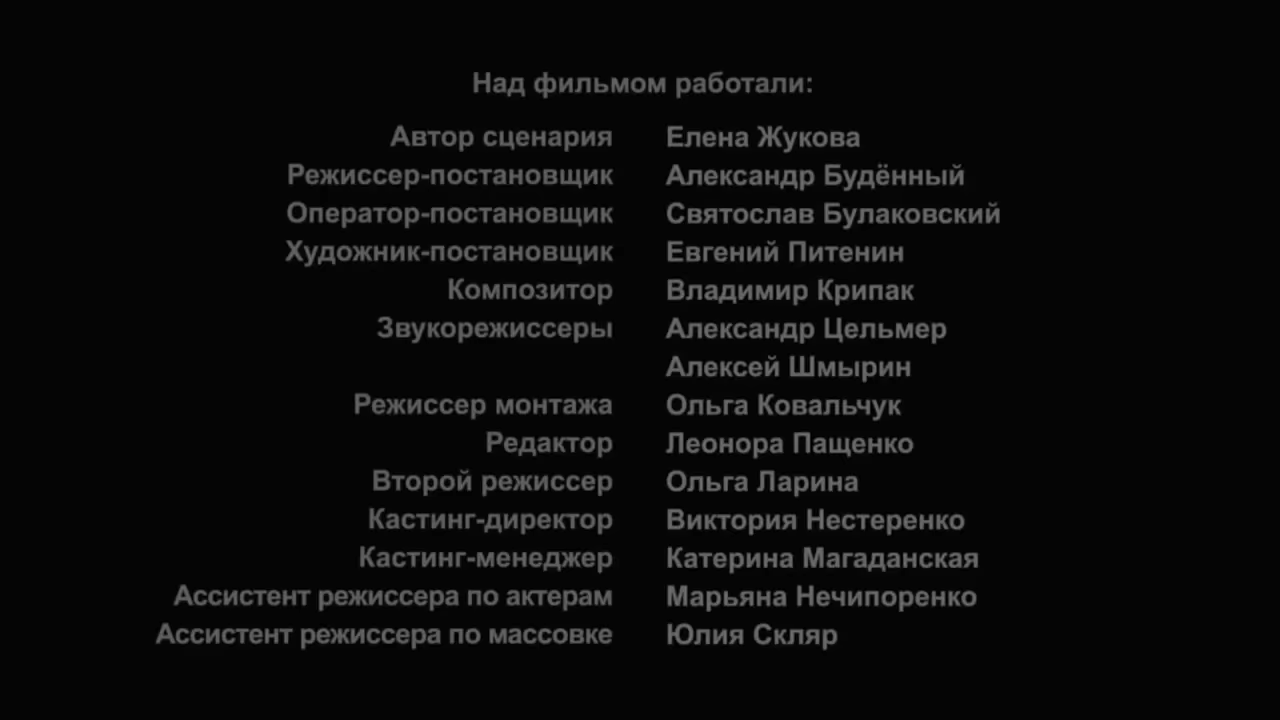 Над фильмом работали:
Автор сценария Елена Жукова
Режиссер-постановщик Александр Будённый
Оператор-постановщик Святослав Булаковский
Художник-постановщик Евгений Питенин
Композитор Владимир Крипак
Звукорежиссеры Александр Цельмер
Алексей Шмырин
Режиссер монтажа Ольга Ковальчук
Редактор Леонора Пащенко
Второй режиссер Ольга Ларина
Кастинг-директор Виктория Нестеренко
Кастинг-менеджер Катерина Магаданская
Ассистент режиссера по актерам Марьяна Нечипоренко
Ассистент режиссера по массовке Юлия Скляр